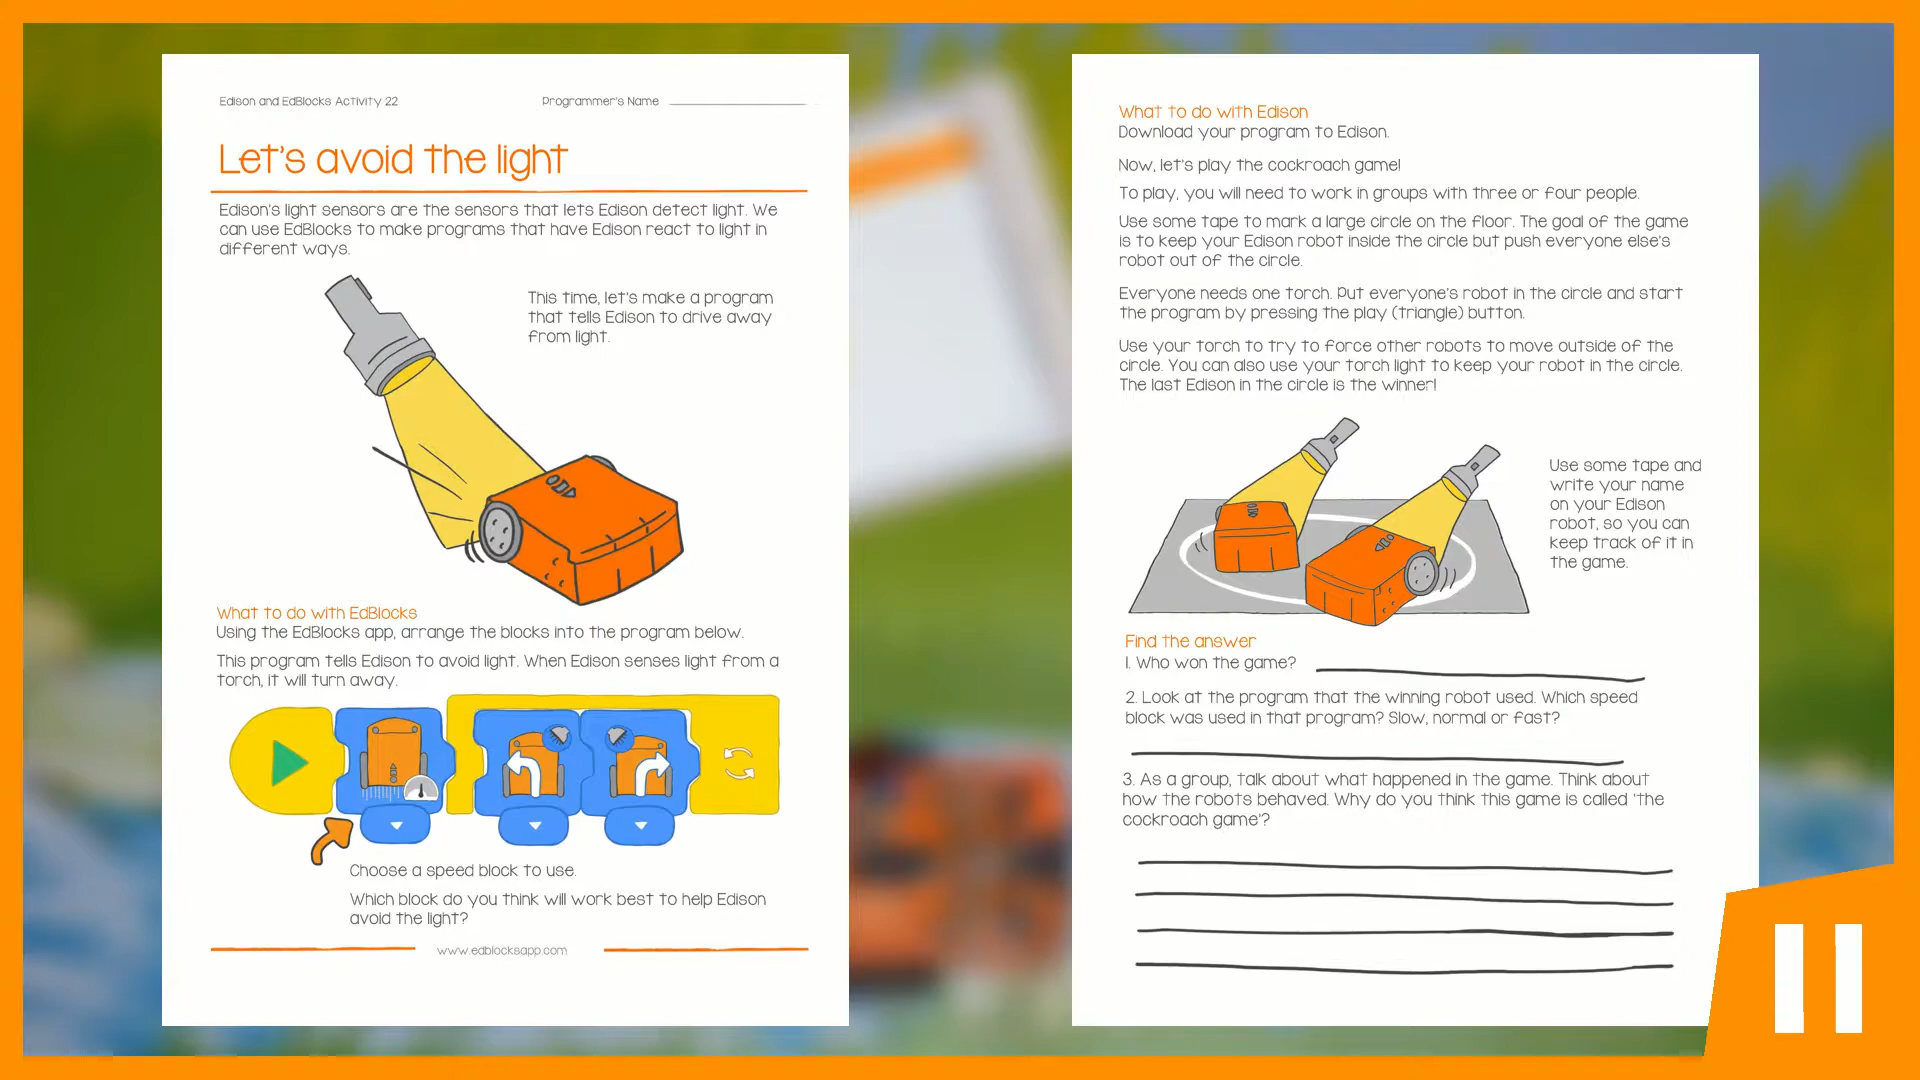 Edison and EdBlocks Activity 22
Programmer's Name
Let's avoid the light
Edison's light sensors are the sensors that lets Edison detect light. We
can use EdBlocks to make programs that have Edison react to light in
different ways.
This time, let's make a program
that tells Edison to drive away
from light.
What to do with EdBlocks
Using the EdBlocks app, arrange the blocks into the program below.
This program tells Edison to avoid light. When Edison senses light from a
torch, it will turn away.
Choose a speed block to use.
Which block do you think will work best to help Edison
avoid the light?
www.edblocksapp.com
What to do with Edison
Download your program to Edison.
Now, let's play the cockroach game!
To play, you will need to work in groups with three or four people.
Use some tape to mark a large circle on the floor. The goal of the game
is to keep your Edison robot inside the circle but push everyone else's
robot out of the circle.
Everyone needs one torch. Put everyone's robot in the circle and start
the program by pressing the play (triangle) button.
Use your torch to try to force other robots to move outside of the
circle. You can also use your torch light to keep your robot in the circle.
The last Edison in the circle is the winner!
Use some tape and
write your name
on your Edison
robot, so you can
keep track of it in
the game.
Find the answer
1. Who won the game?
2. Look at the program that the winning robot used. Which speed
block was used in that program? Slow, normal or fast?
3. As a group, talk about what happened in the game. Think about
how the robots behaved. Why do you think this game is called 'the
cockroach game'?